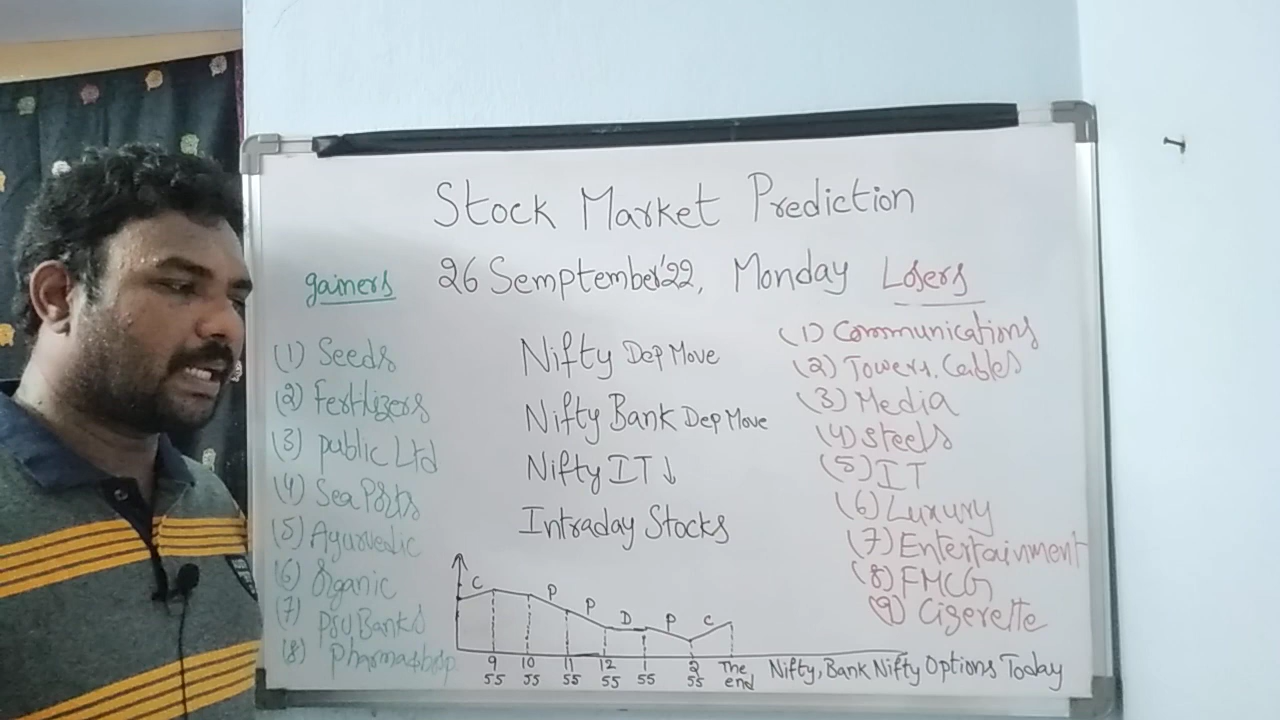 Stock Market Prediction
26 Semptember'22, Monday
gainers
(1) Seeds
(2) Fertilizers
(3) public Ltd
(4) Sea Ports
(5) Ayurvedic
(6) Organic
(7) PSU Banks
(8) Pharma shop
Nifty Dep Move
Nifty Bank Dep Move
Nifty IT ↓
Intraday Stocks
Losers
(1) Communications
(2) Towers. Cables
(3) Media
(4) Steels
(5) IT
(6) Luxury
(7) Entertainment
(8) FMCG
(9) Cigerette
C P P D P C
9 10 11 12 1 2 The
55 55 55 55 55 55 end
Nifty, Bank Nifty Options Today